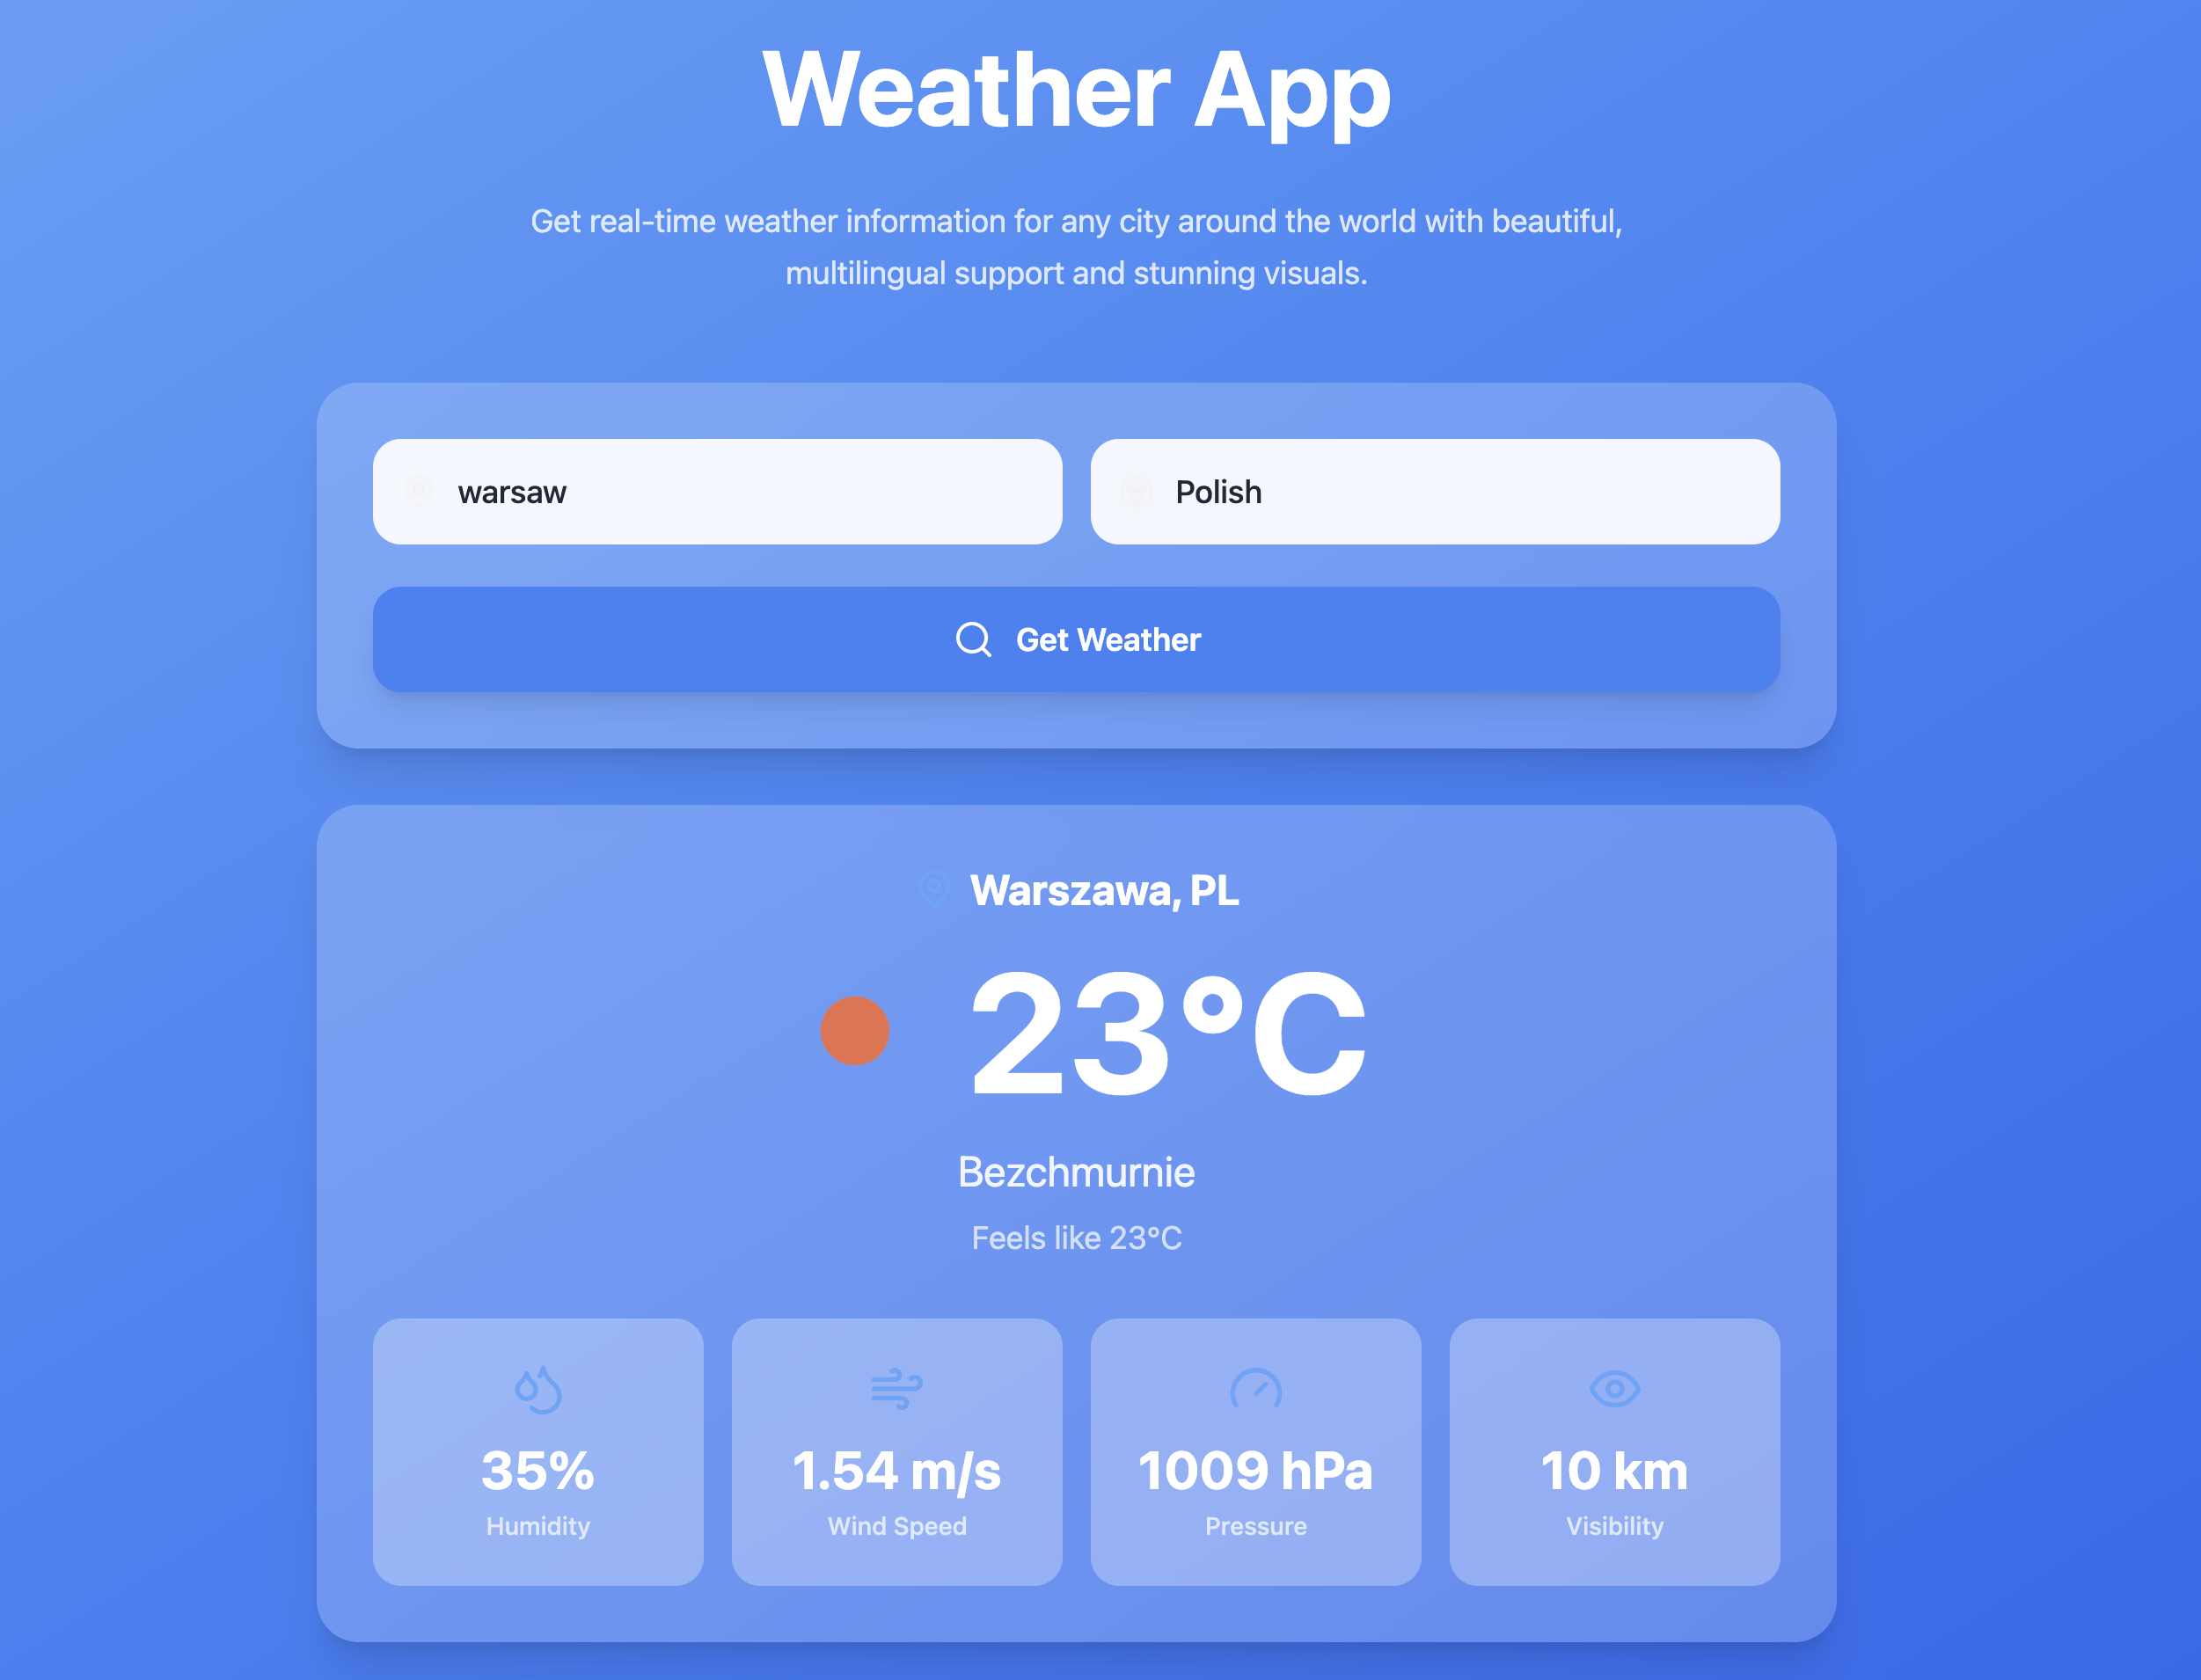 Weather App
Get real-time weather information for any city around the world with beautiful,
multilingual support and stunning visuals.
warsaw
Polish
Get Weather
Warszawa, PL
23°C
Bezchmurnie
Feels like 23°C
35%
Humidity
1.54 m/s
Wind Speed
1009 hPa
Pressure
10 km
Visibility